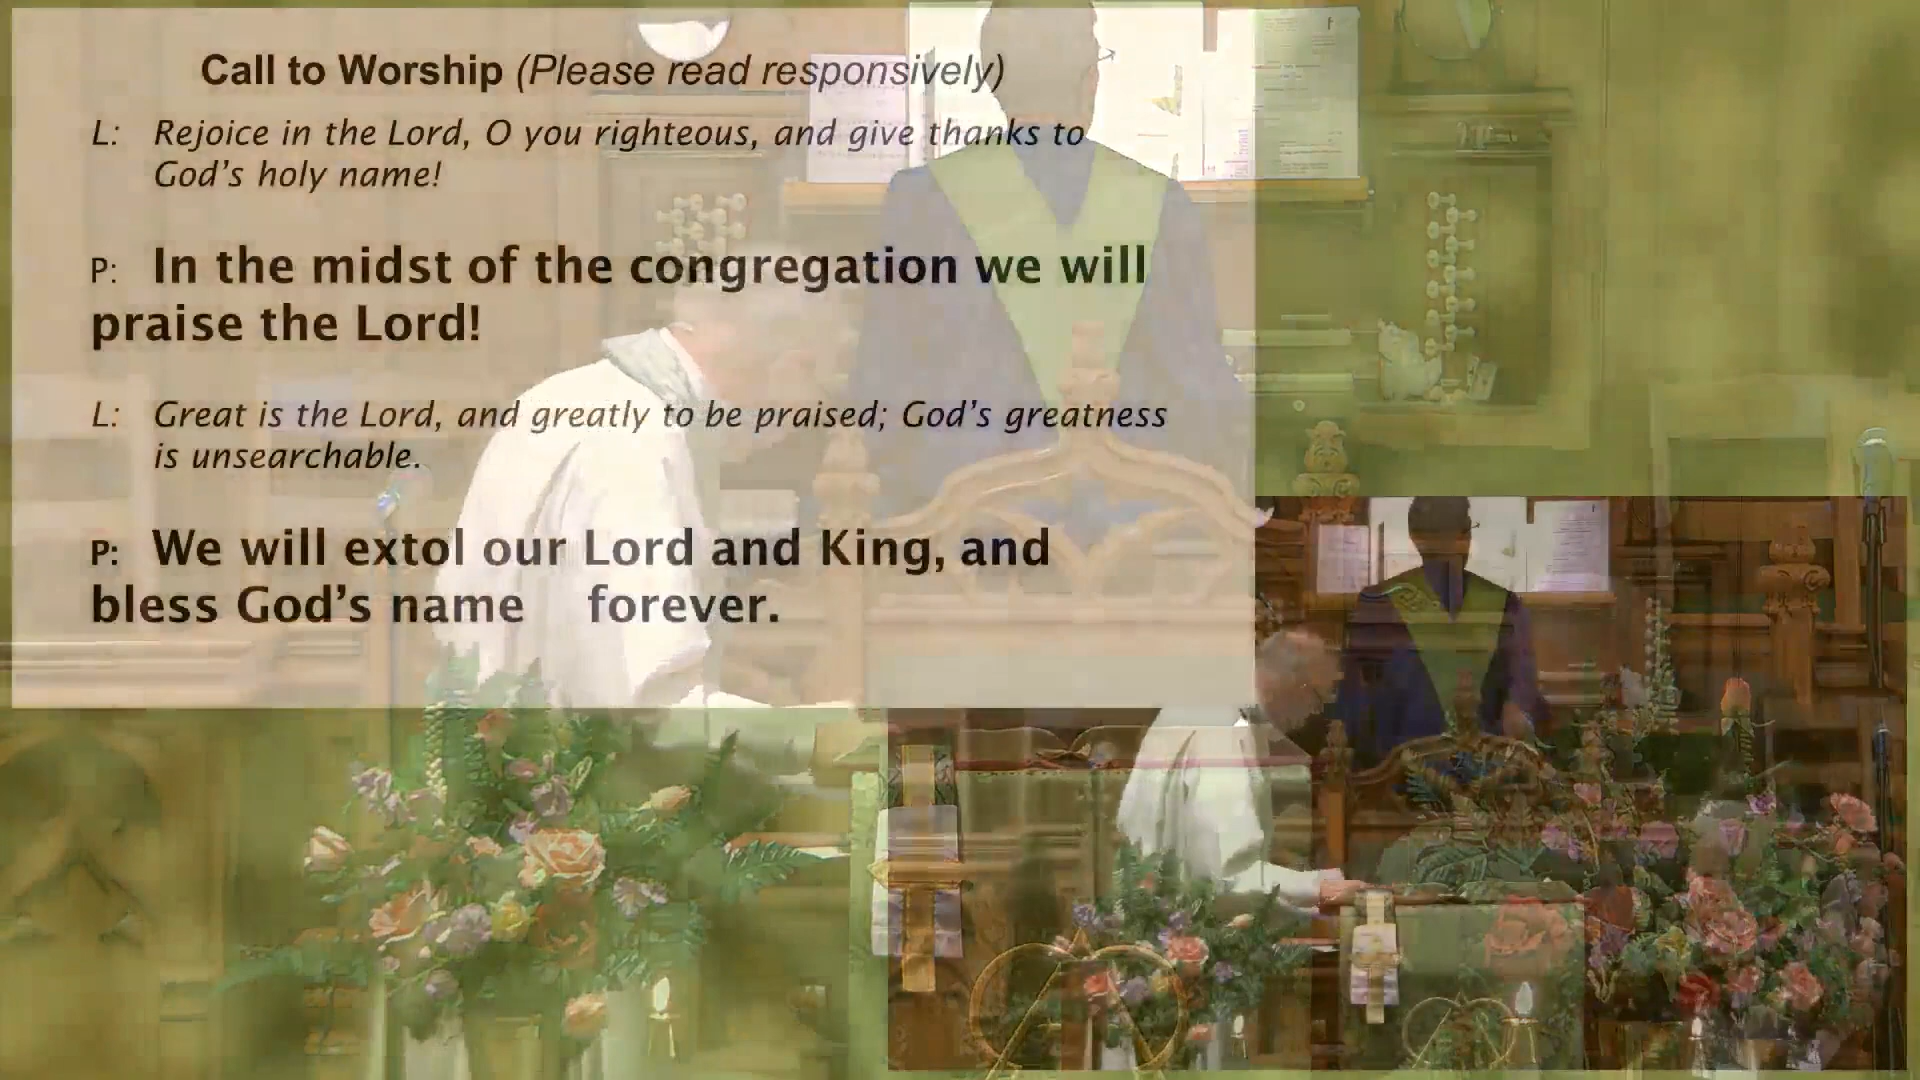 Call to Worship (Please read responsively)
L: Rejoice in the Lord, O you righteous, and give thanks to
God’s holy name!
P: In the midst of the congregation we will
praise the Lord!
L: Great is the Lord, and greatly to be praised; God’s greatness
is unsearchable.
P: We will extol our Lord and King, and
bless God’s name forever.